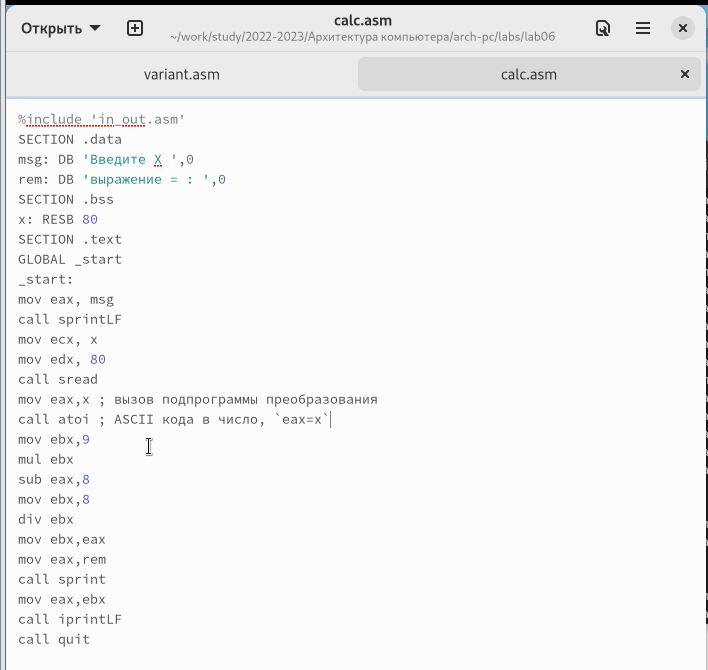 Открыть
calc.asm
~/work/study/2022-2023/Архитектура компьютера/arch-pc/labs/lab06
variant.asm
calc.asm
%include 'in_out.asm'
SECTION .data
msg: DB 'Введите X ',0
rem: DB 'выражение = : ',0
SECTION .bss
x: RESB 80
SECTION .text
GLOBAL _start
_start:
mov eax, msg
call sprintLF
mov ecx, x
mov edx, 80
call sread
mov eax,x ; вызов подпрограммы преобразования
call atoi ; ASCII кода в число, `eax=x`
mov ebx,9
mul ebx
sub eax,8
mov ebx,8
div ebx
mov ebx,eax
mov eax,rem
call sprint
mov eax,ebx
call iprintLF
call quit